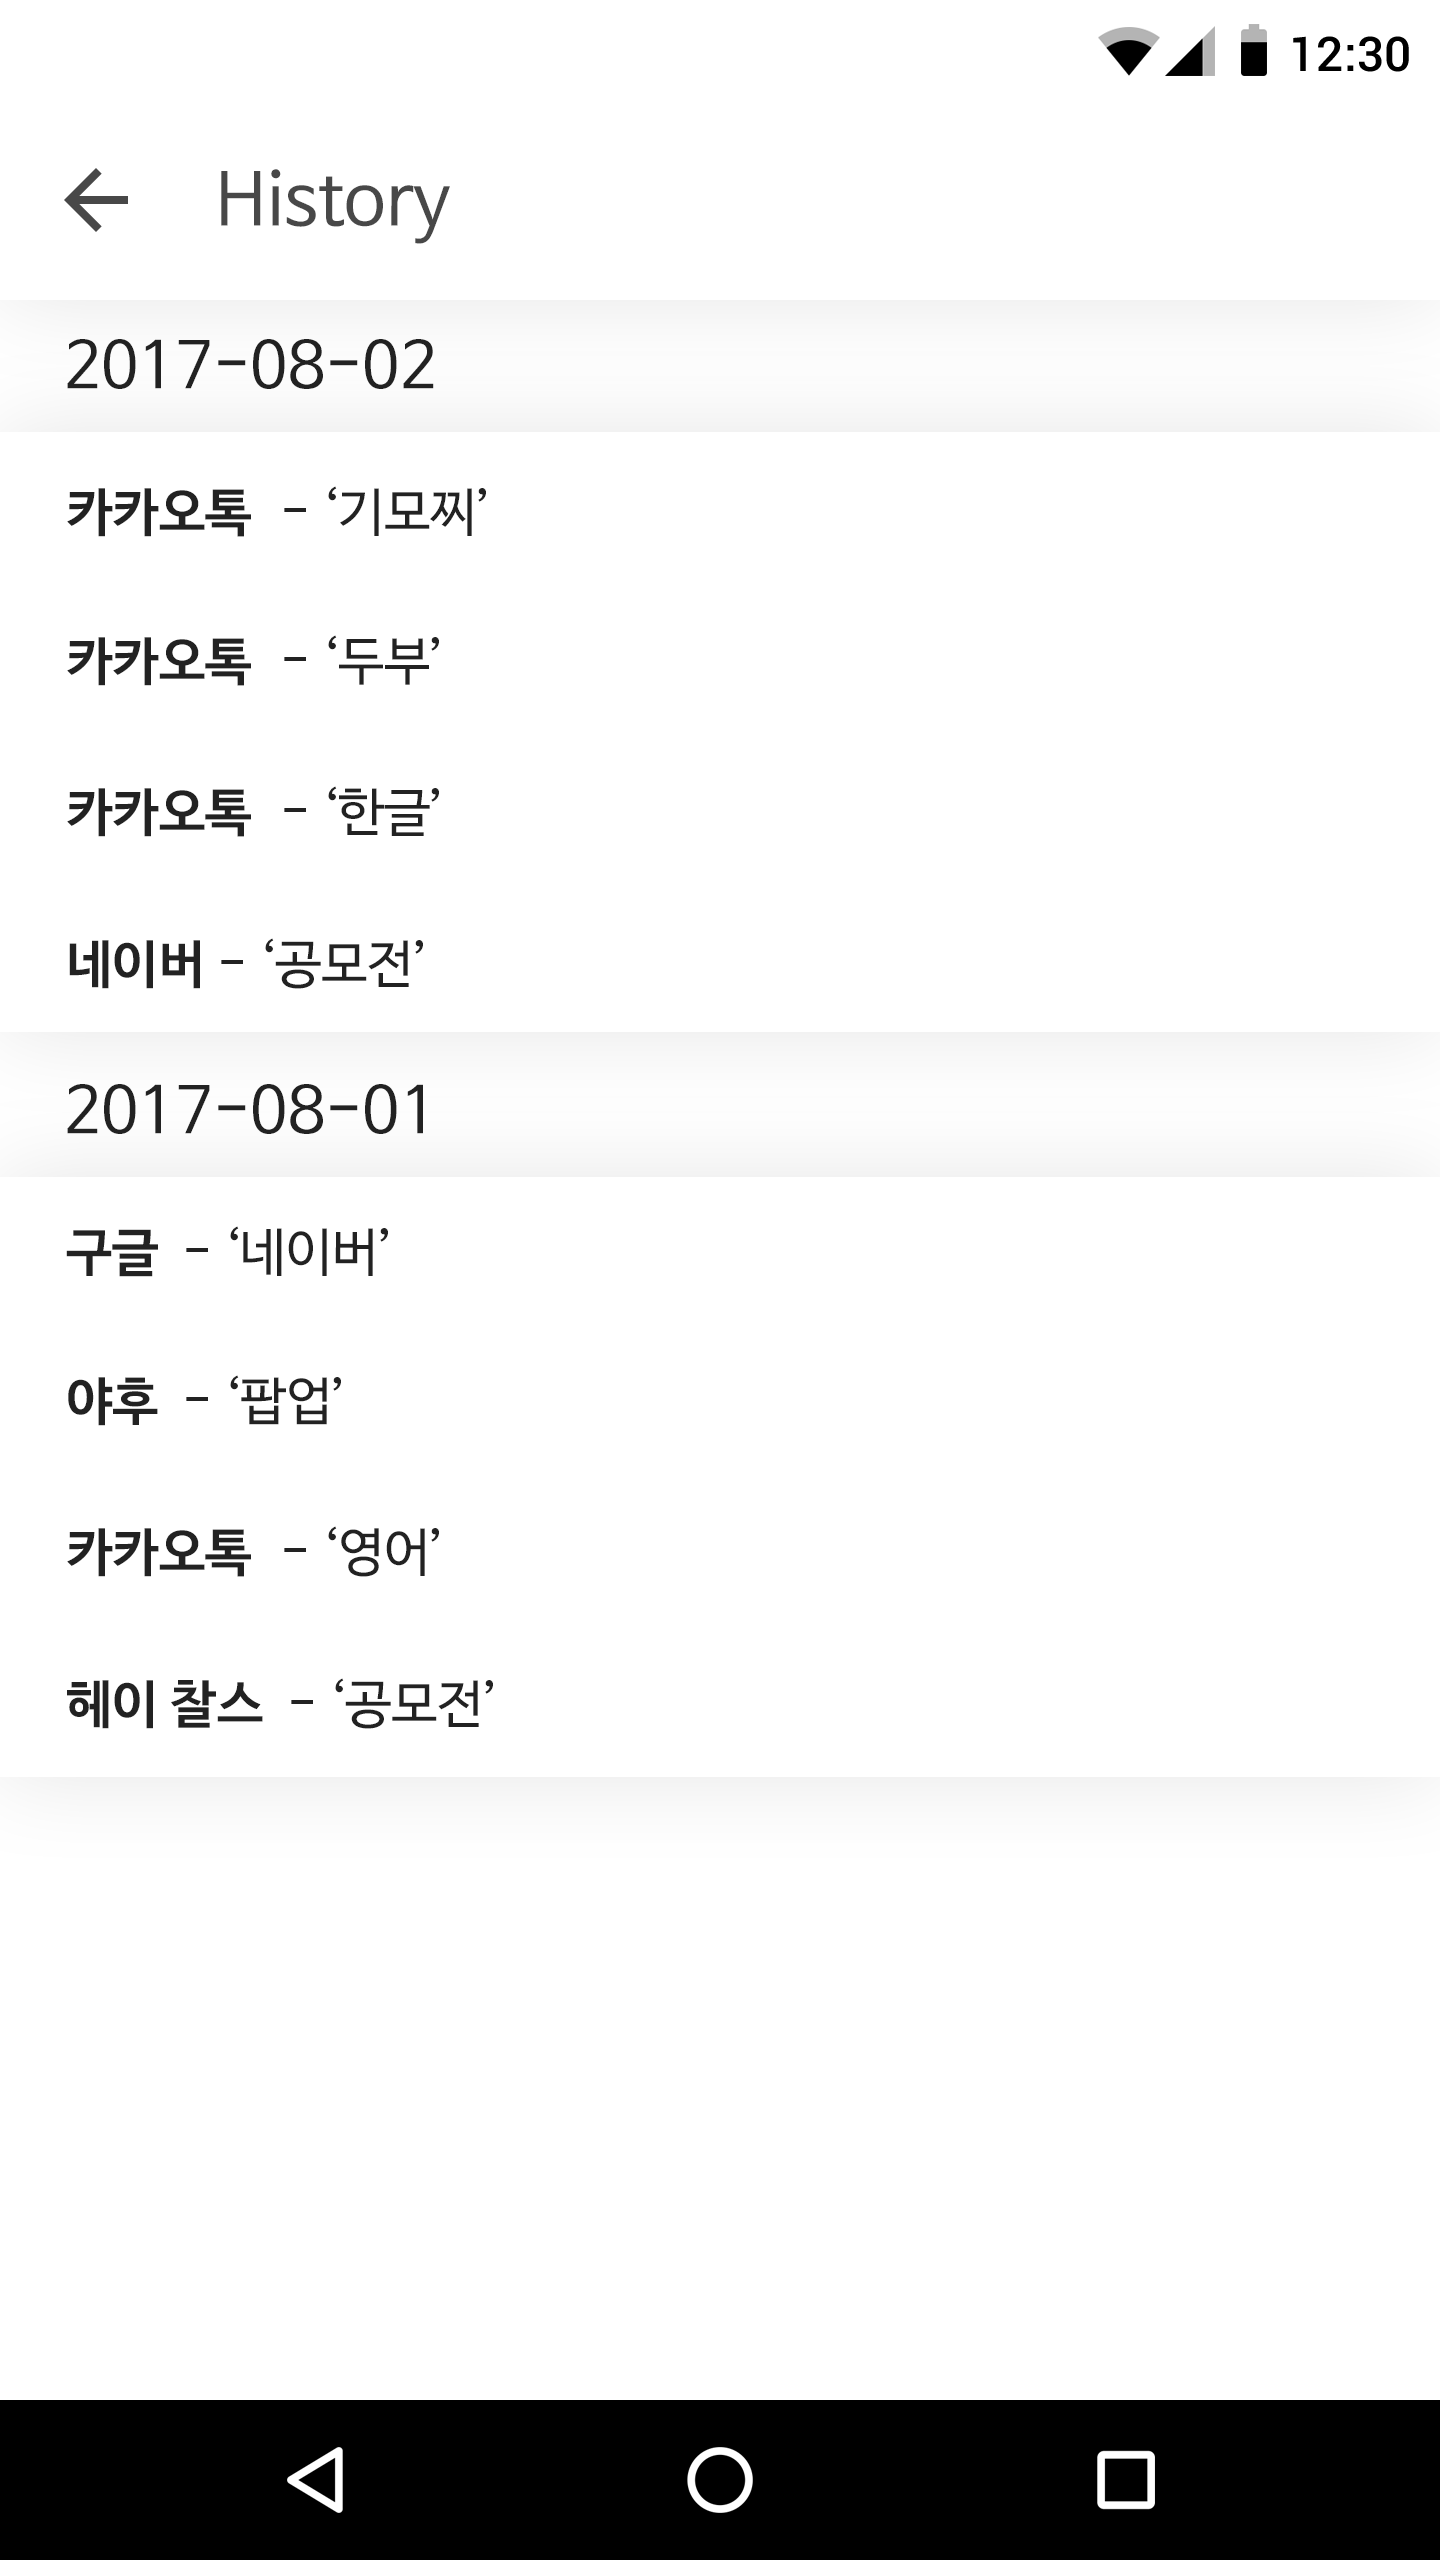 12:30
History
2017-08-02
카카오톡 - ‘기모찌’
카카오톡 - ‘두부’
카카오톡 - ‘한글’
네이버 - ‘공모전’
2017-08-01
구글 - ‘네이버’
야후 - ‘팝업’
카카오톡 - ‘영어’
헤이 찰스 - ‘공모전’